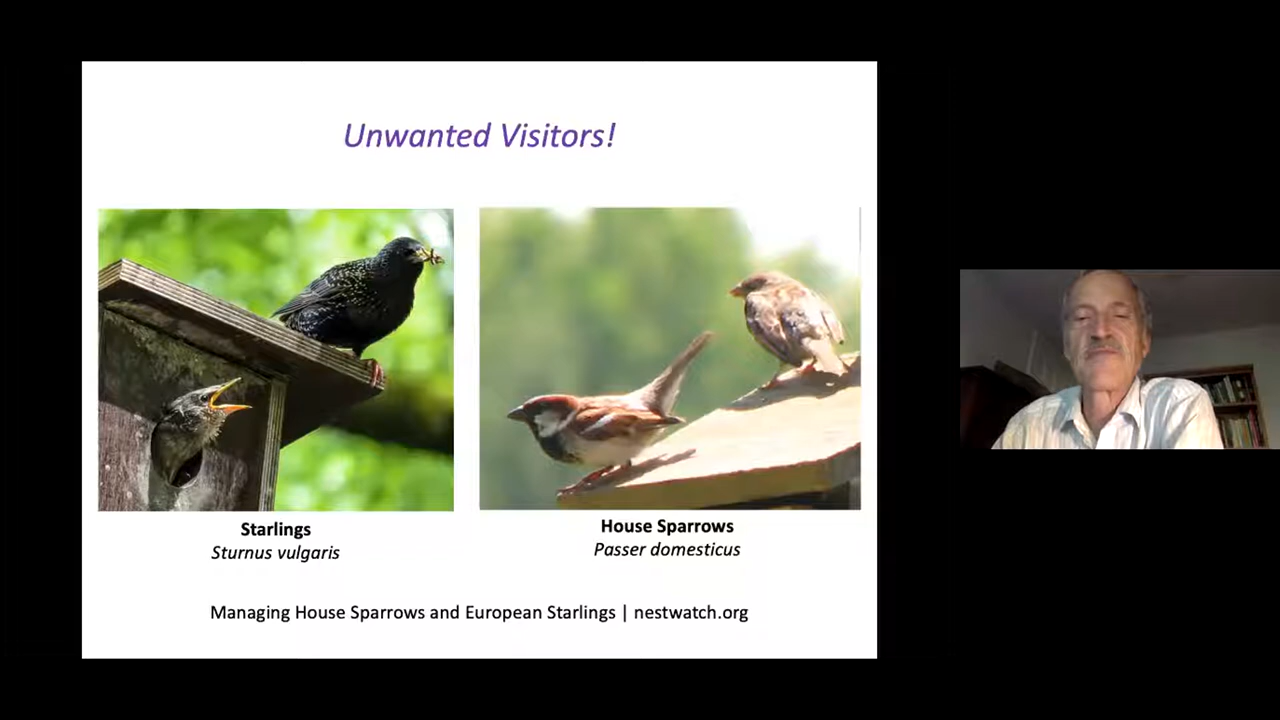 Unwanted Visitors!
Starlings
Sturnus vulgaris
House Sparrows
Passer domesticus
Managing House Sparrows and European Starlings | nestwatch.org